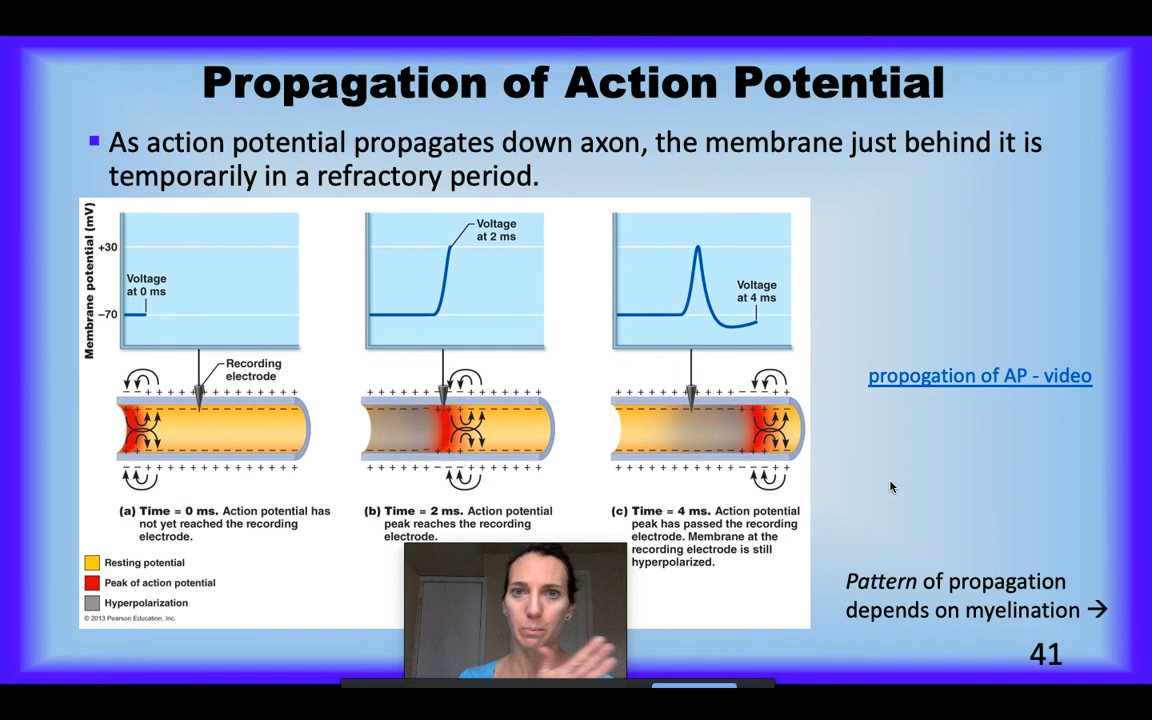 Propagation of Action Potential
As action potential propagates down axon, the membrane just behind it is
temporarily in a refractory period.
Membrane potential (mV)
+30
–70
Voltage
at 0 ms
Voltage
at 2 ms
Voltage
at 4 ms
Recording
electrode
(a) Time = 0 ms. Action potential has
not yet reached the recording
electrode.
(b) Time = 2 ms. Action potential
peak reaches the recording
electrode.
(c) Time = 4 ms. Action potential
peak has passed the recording
electrode. Membrane at the
recording electrode is still
hyperpolarized.
Resting potential
Peak of action potential
Hyperpolarization
© 2013 Pearson Education, Inc.
propogation of AP - video
Pattern of propagation
depends on myelination →
41